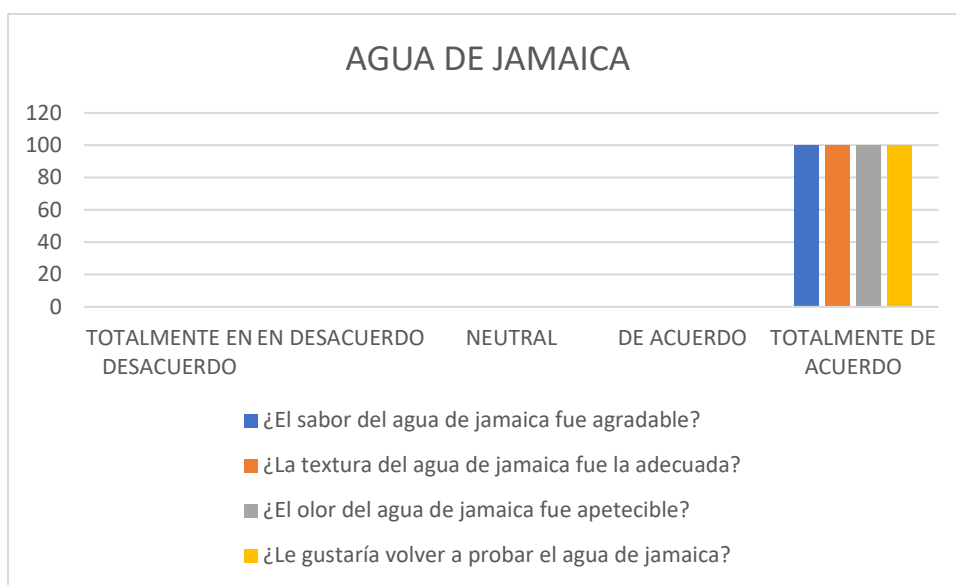 AGUA DE JAMAICA
120
100
80
60
40
20
0
TOTALMENTE EN DESACUERDO
EN DESACUERDO
NEUTRAL
DE ACUERDO
TOTALMENTE DE ACUERDO
¿El sabor del agua de jamaica fue agradable?
¿La textura del agua de jamaica fue la adecuada?
¿El olor del agua de jamaica fue apetecible?
¿Le gustaría volver a probar el agua de jamaica?